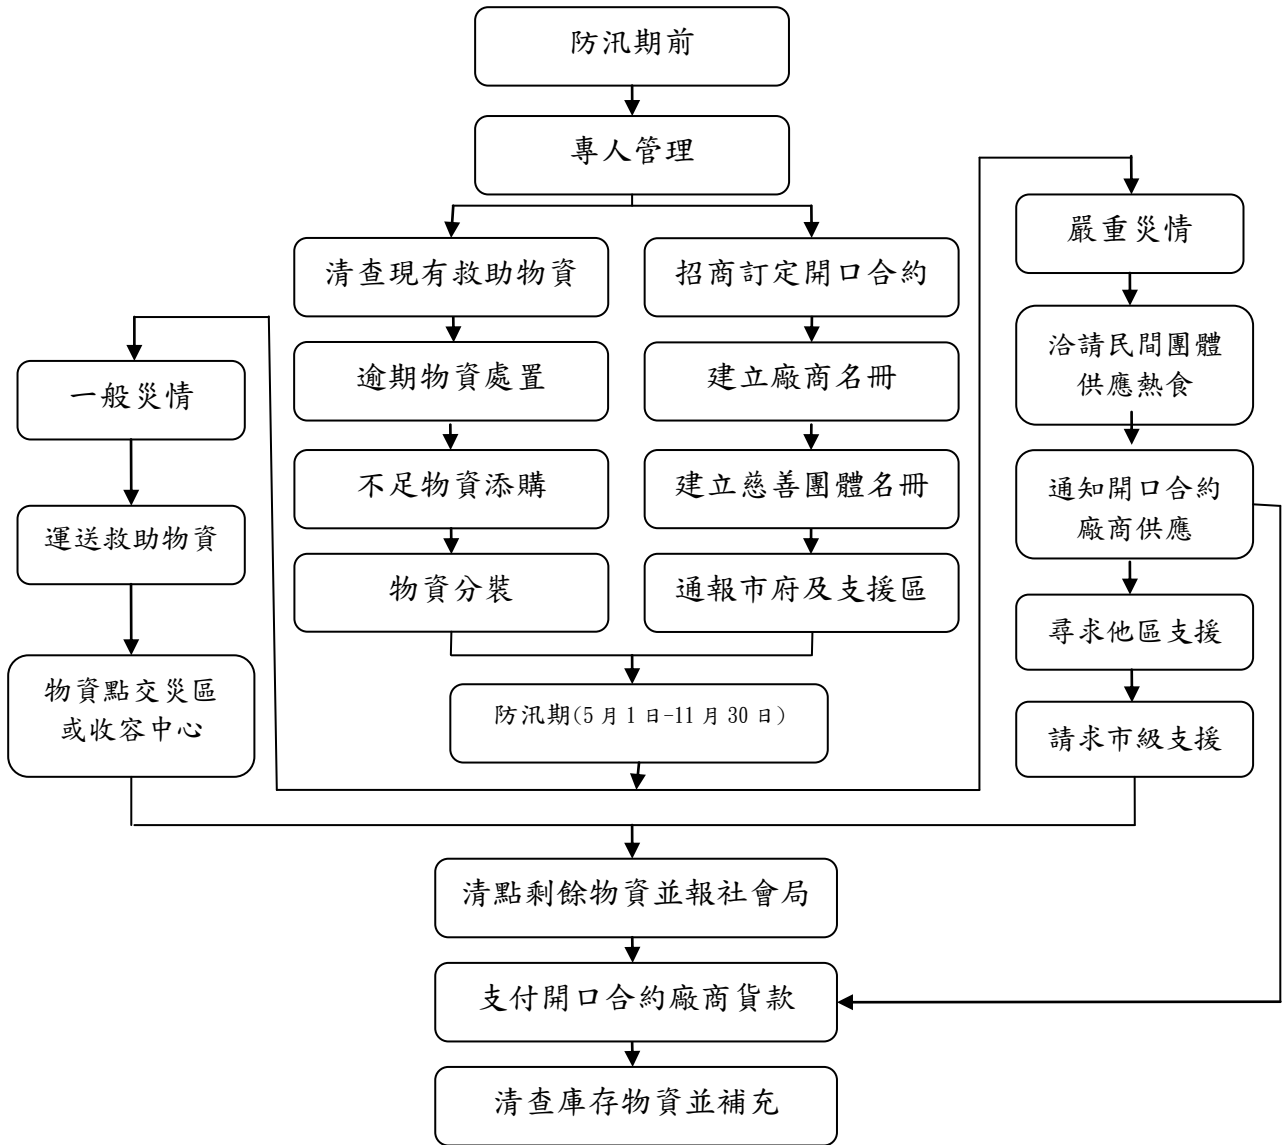 防汛期前
專人管理
清查現有救助物資
逾期物資處置
不足物資添購
物資分裝
招商訂定開口合約
建立廠商名冊
建立慈善團體名冊
通報市府及支援區
防汛期(5月1日-11月30日)
一般災情
運送救助物資
物資點交災區
或收容中心
嚴重災情
洽請民間團體
供應熱食
通知開口合約
廠商供應
尋求他區支援
請求市級支援
清點剩餘物資並報社會局
支付開口合約廠商貨款
清查庫存物資並補充